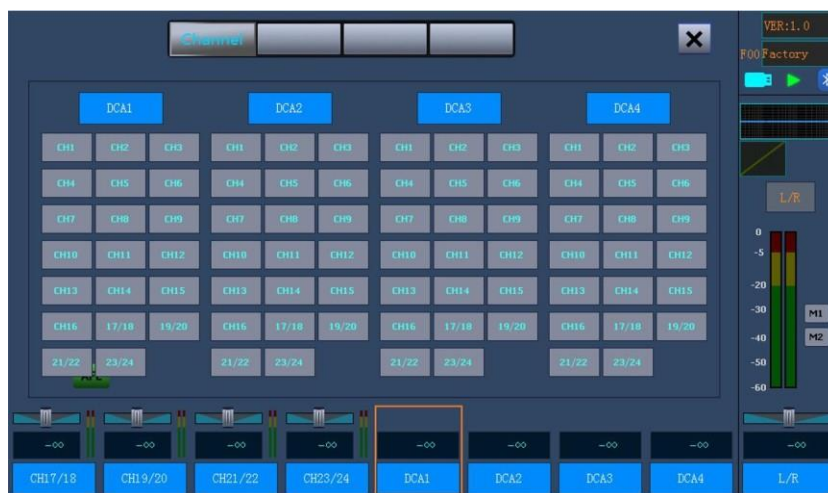 Channel
VER:1.0
F00 Factory
DCA1 DCA2 DCA3 DCA4
CH1 CH2 CH3 CH1 CH2 CH3 CH1 CH2 CH3 CH1 CH2 CH3
CH4 CH5 CH6 CH4 CH5 CH6 CH4 CH5 CH6 CH4 CH5 CH6
L/R
CH7 CH8 CH9 CH7 CH8 CH9 CH7 CH8 CH9 CH7 CH8 CH9
0
CH10 CH11 CH12 CH10 CH11 CH12 CH10 CH11 CH12 CH10 CH11 CH12
-5
CH13 CH14 CH15 CH13 CH14 CH15 CH13 CH14 CH15 CH13 CH14 CH15
-20
-30
M1
CH16 17/18 19/20 CH16 17/18 19/20 CH16 17/18 19/20 CH16 17/18 19/20
-40
M2
21/22 23/24 21/22 23/24 21/22 23/24 21/22 23/24
-50
-60
-∞ -∞ -∞ -∞ -∞ -∞ -∞ -∞ -∞
CH17/18 CH19/20 CH21/22 CH23/24 DCA1 DCA2 DCA3 DCA4 L/R